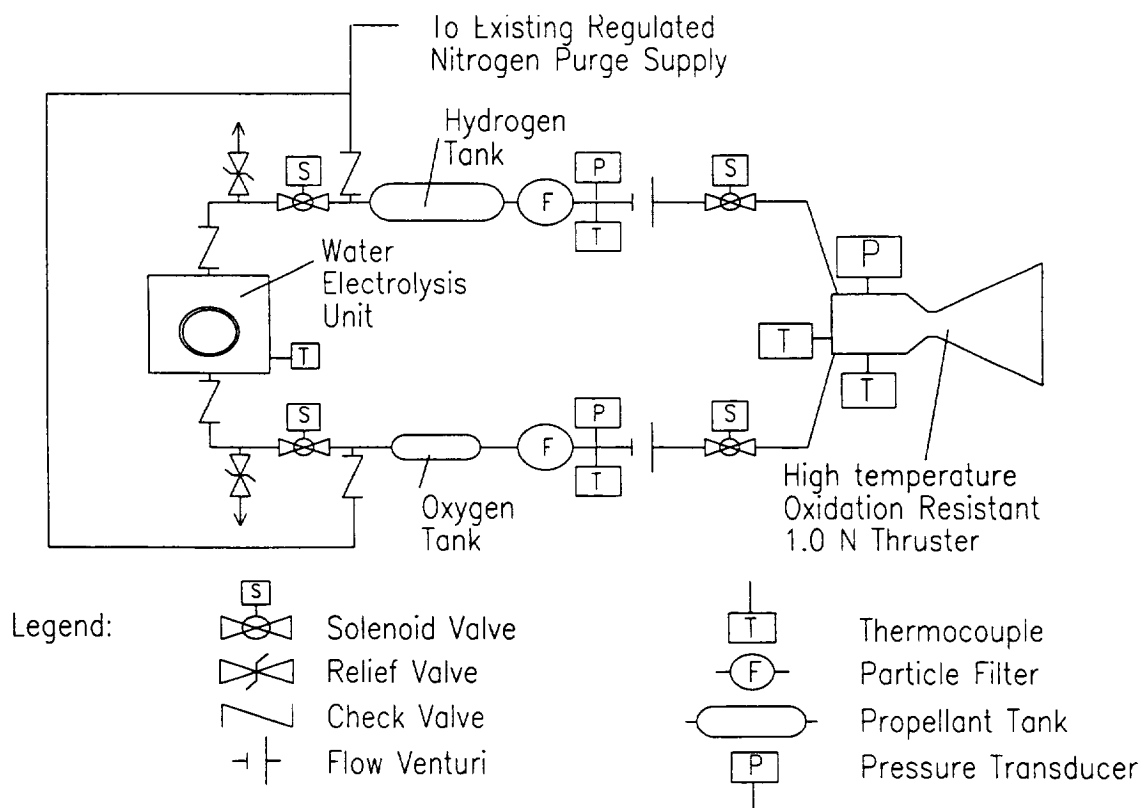 To Existing Regulated
Nitrogen Purge Supply
Hydrogen
Tank
S
P
F
T
S
Water
Electrolysis
Unit
T
P
T
T
S
P
F
T
S
Oxygen
Tank
High temperature
Oxidation Resistant
1.0 N Thruster
Legend:
S
Solenoid Valve
Relief Valve
Check Valve
Flow Venturi
T
Thermocouple
F
Particle Filter
Propellant Tank
P
Pressure Transducer